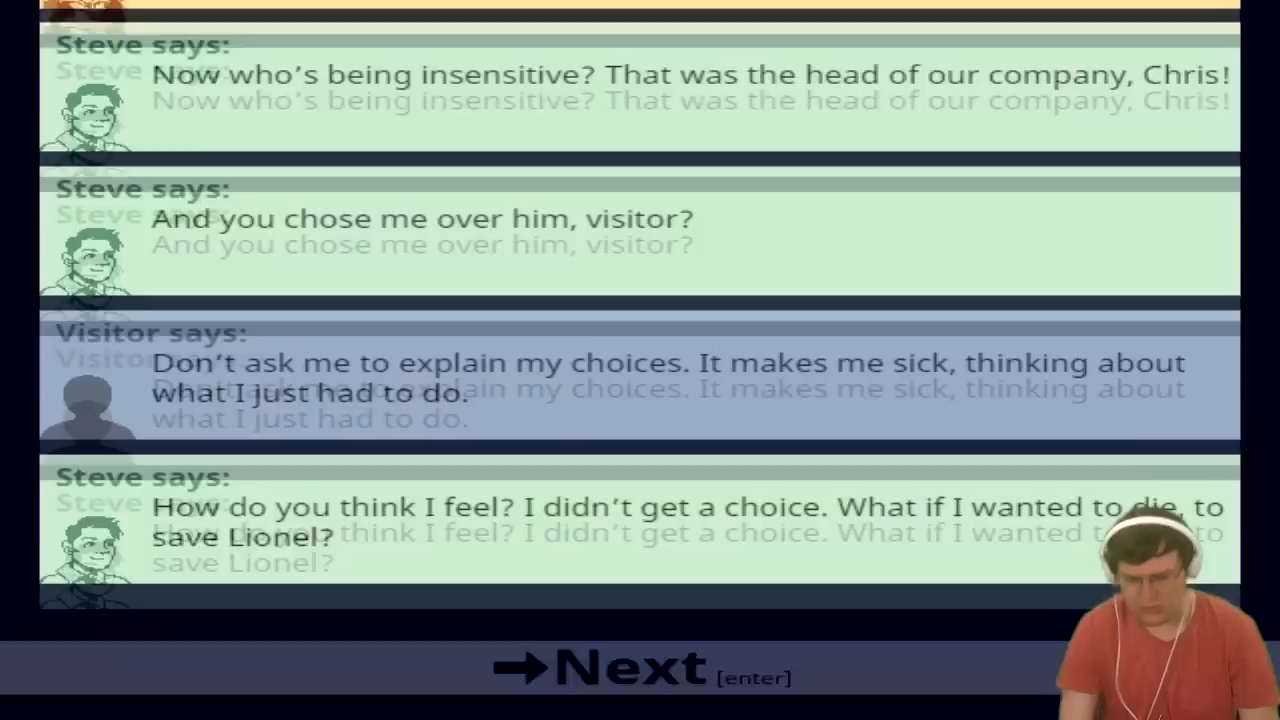 Steve says:
Now who's being insensitive? That was the head of our company, Chris!
Steve says:
And you chose me over him, visitor?
Visitor says:
Don't ask me to explain my choices. It makes me sick, thinking about
what I just had to do.
Steve says:
How do you think I feel? I didn't get a choice. What if I wanted to die, to
save Lionel?
➡Next [enter]